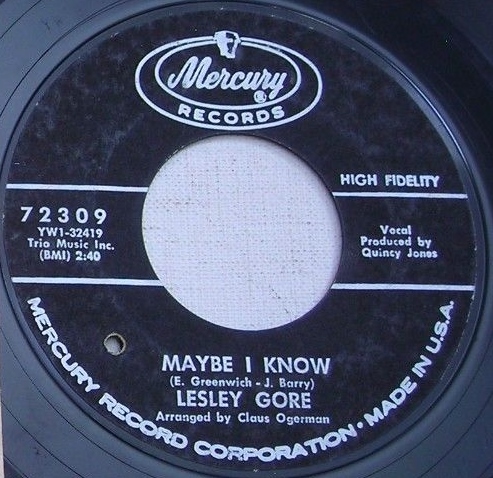 Mercury
RECORDS
HIGH FIDELITY
72309
YW1-32419
Trio Music Inc.
(BMI) 2:40
Vocal
Produced by
Quincy Jones
MAYBE I KNOW
(E. Greenwich - J. Barry)
LESLEY GORE
Arranged by Claus Ogerman
MERCURY RECORD CORPORATION • MADE IN U.S.A.